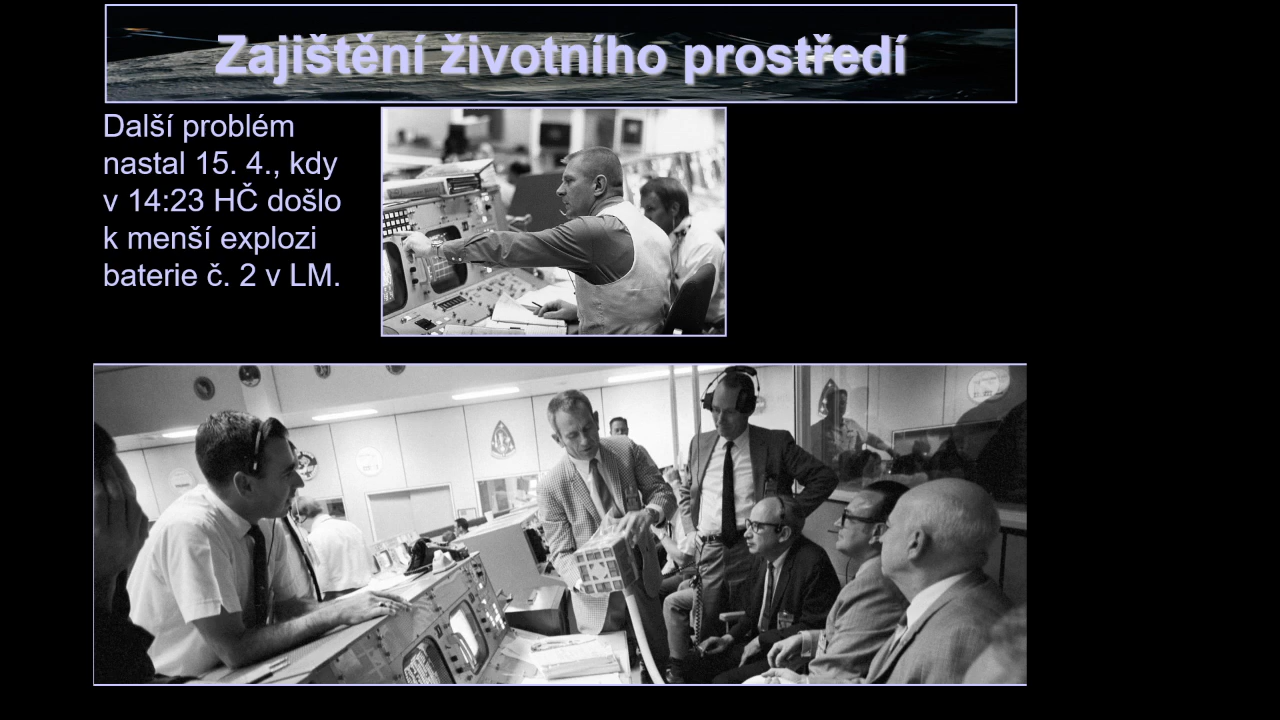 Zajištění životního prostředí
Další problém
nastal 15. 4., kdy
v 14:23 HČ došlo
k menší explozi
baterie č. 2 v LM.